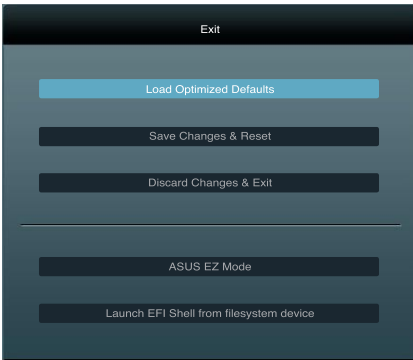 Exit
Load Optimized Defaults
Save Changes & Reset
Discard Changes & Exit
ASUS EZ Mode
Launch EFI Shell from filesystem device